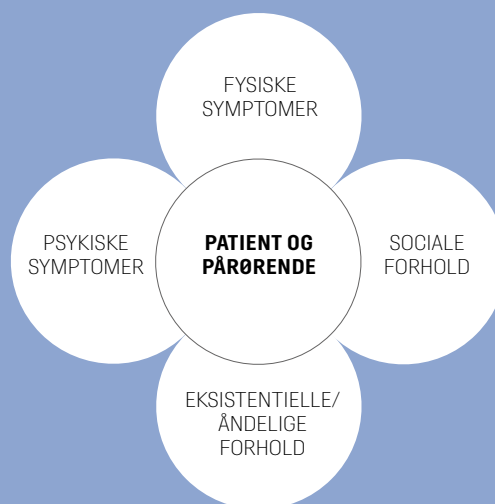 FYSISKE
SYMPTOMER
PSYKISKE
SYMPTOMER
PATIENT OG
PÅRØRENDE
SOCIALE
FORHOLD
EKSISTENTIELLE/
ÅNDELIGE
FORHOLD